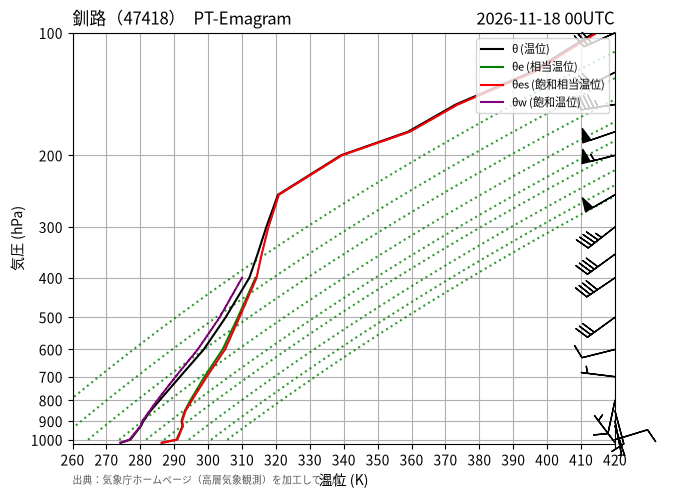 釧路（47418） PT-Emagram
2026-11-18 00UTC
θ (温位)
θe (相当温位)
θes (飽和相当温位)
θw (飽和温位)
気圧 (hPa)
100
200
300
400
500
600
700
800
900
1000
260 270 280 290 300 310 320 330 340 350 360 370 380 390 400 410 420
温位 (K)
出典：気象庁ホームページ（高層気象観測）を加工して